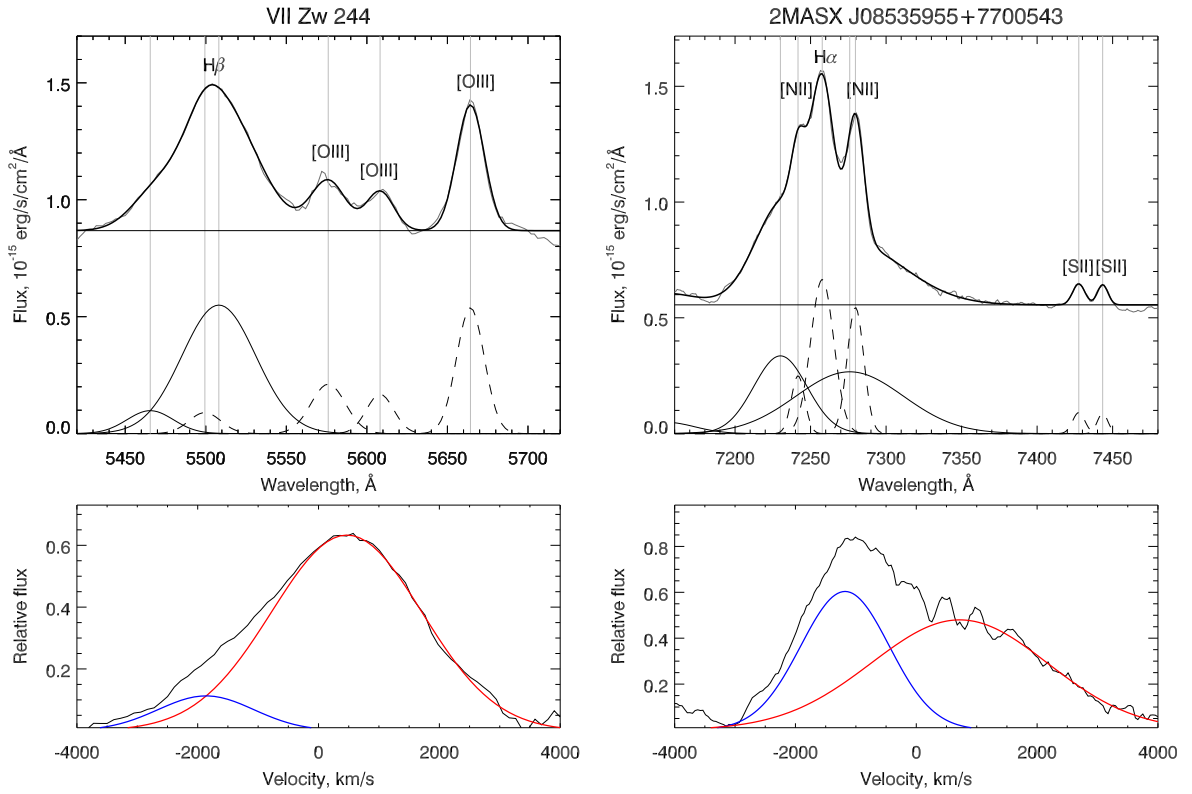 VII Zw 244
2MASX J08535955+7700543
Hβ
[OIII]
[OIII]
[OIII]
Flux, 10⁻¹⁵ erg/s/cm²/Å
1.5
1.0
0.5
0.0
5450 5500 5550 5600 5650 5700
Wavelength, Å
[NII]
Hα
[NII]
[SII]
[SII]
Flux, 10⁻¹⁵ erg/s/cm²/Å
1.5
1.0
0.5
0.0
7200 7250 7300 7350 7400 7450
Wavelength, Å
Relative flux
0.6
0.4
0.2
-4000 -2000 0 2000 4000
Velocity, km/s
Relative flux
0.8
0.6
0.4
0.2
-4000 -2000 0 2000 4000
Velocity, km/s